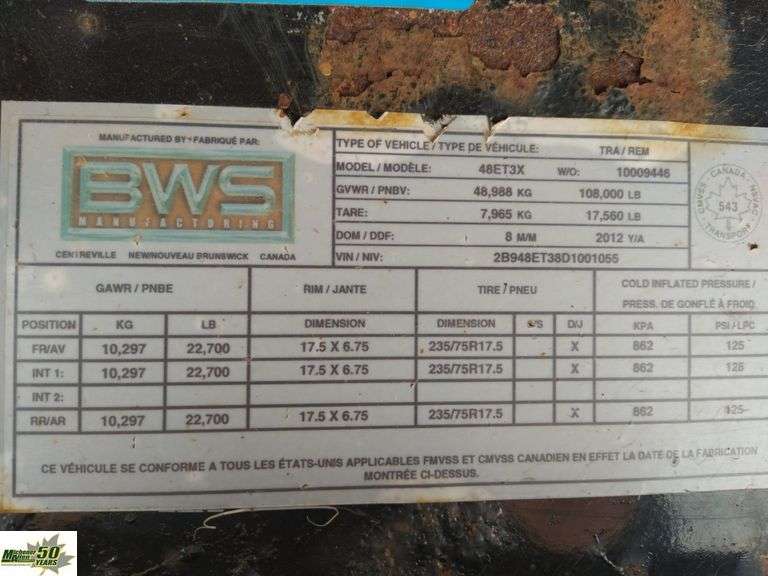 MANUFACTURED BY • FABRIQUÉ PAR:
BWS
MANUFACTURING
CENTREVILLE NEW/NOUVEAU BRUNSWICK CANADA
TYPE OF VEHICLE / TYPE DE VÉHICULE: TRA / REM
MODEL / MODÈLE: 48ET3X W/O: 10009446
GVWR / PNBV: 48,988 KG 108,000 LB
TARE: 7,965 KG 17,560 LB
DOM / DDF: 8 M/M 2012 Y/A
VIN / NIV: 2B948ET38D1001055
CANADA
CMVSS NSVAC
543
TRANSPORT
GAWR / PNBE RIM / JANTE TIRE / PNEU COLD INFLATED PRESSURE /
PRESS. DE GONFLÉ À FROID
POSITION KG LB DIMENSION DIMENSION S/S D/J KPA PSI / LPC
FR/AV 10,297 22,700 17.5 X 6.75 235/75R17.5 X 862 125
INT 1: 10,297 22,700 17.5 X 6.75 235/75R17.5 X 862 125
INT 2:
RR/AR 10,297 22,700 17.5 X 6.75 235/75R17.5 X 862 125
CE VÉHICULE SE CONFORME A TOUS LES ÉTATS-UNIS APPLICABLES FMVSS ET CMVSS CANADIEN EN EFFET LA DATE DE LA FABRICATION
MONTRÉE CI-DESSUS.
50
YEARS